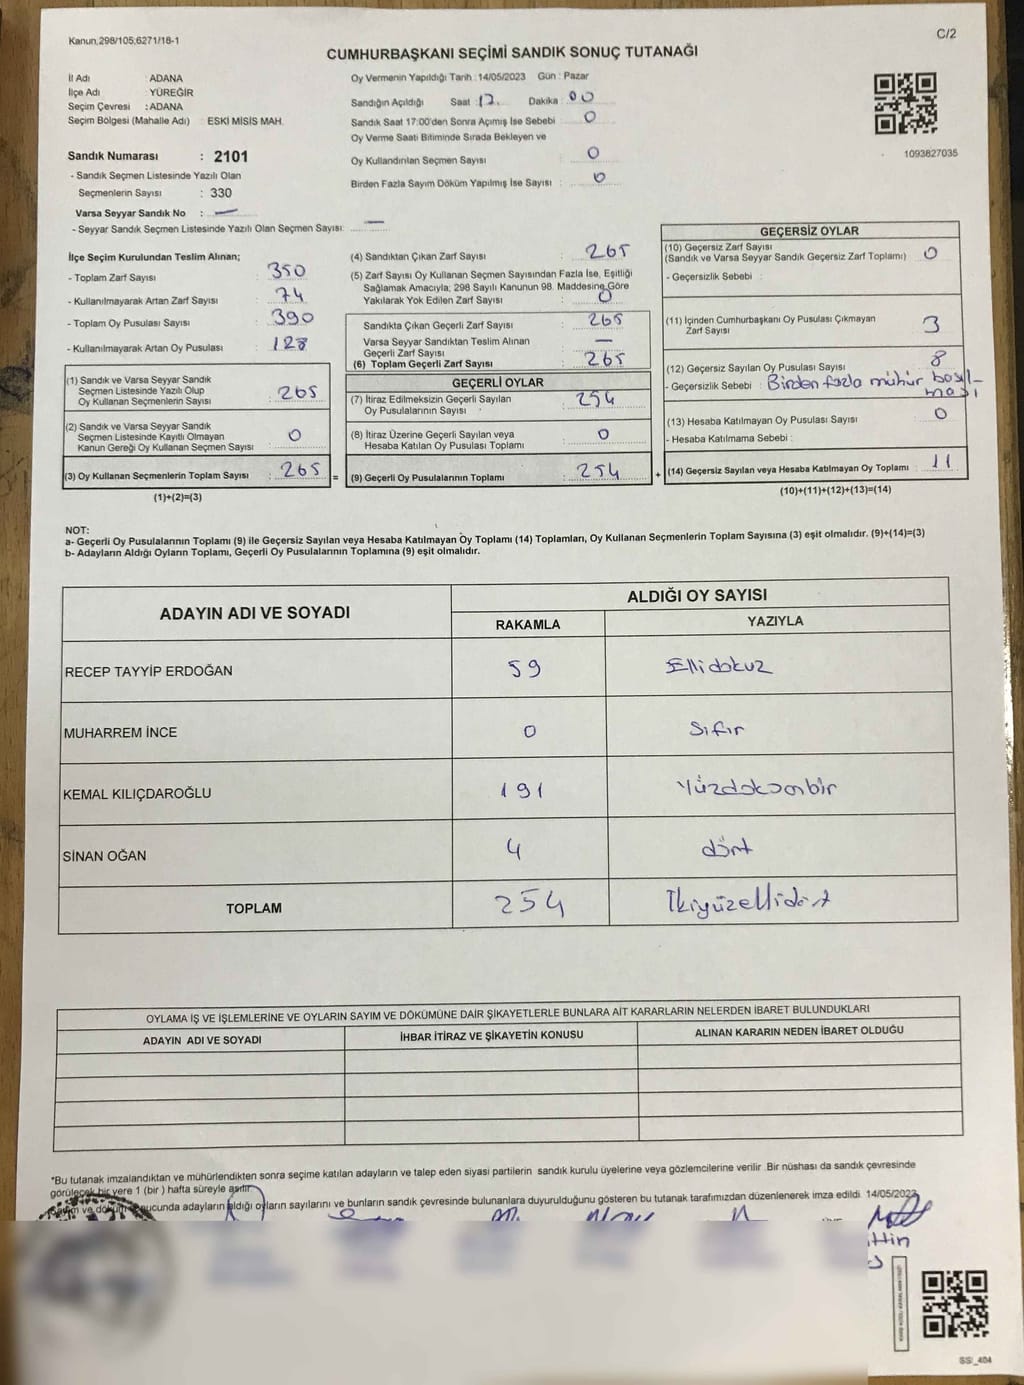 Kanun,298/105,6271/18-1
C/2
CUMHURBAŞKANI SEÇİMİ SANDIK SONUÇ TUTANAĞI
İl Adı : ADANA
İlçe Adı : YÜREĞİR
Seçim Çevresi : ADANA
Seçim Bölgesi (Mahalle Adı) : ESKİ MİSİS MAH.
Sandık Numarası : 2101
- Sandık Seçmen Listesinde Yazılı Olan
Seçmenlerin Sayısı : 330
Varsa Seyyar Sandık No : —
- Seyyar Sandık Seçmen Listesinde Yazılı Olan Seçmen Sayısı: —
Oy Vermenin Yapıldığı Tarih : 14/05/2023 Gün : Pazar
Sandığın Açıldığı Saat : 17. Dakika : 00
Sandık Saat 17:00'den Sonra Açımış İse Sebebi : 0
Oy Verme Saati Bitiminde Sırada Bekleyen ve
Oy Kullandırılan Seçmen Sayısı : 0
Birden Fazla Sayım Döküm Yapılmış İse Sayısı : 0
1093827035
İlçe Seçim Kurulundan Teslim Alınan;
- Toplam Zarf Sayısı : 350
- Kullanılmayarak Artan Zarf Sayısı : 74
- Toplam Oy Pusulası Sayısı : 390
- Kullanılmayarak Artan Oy Pusulası : 128
(1) Sandık ve Varsa Seyyar Sandık
Seçmen Listesinde Yazılı Olup
Oy Kullanan Seçmenlerin Sayısı : 265
(2) Sandık ve Varsa Seyyar Sandık
Seçmen Listesinde Kayıtlı Olmayan
Kanun Gereği Oy Kullanan Seçmen Sayısı : 0
(3) Oy Kullanan Seçmenlerin Toplam Sayısı : 265 =
(1)+(2)=(3)
(4) Sandıktan Çıkan Zarf Sayısı : 265
(5) Zarf Sayısı Oy Kullanan Seçmen Sayısından Fazla İse, Eşitliği
Sağlamak Amacıyla; 298 Sayılı Kanunun 98. Maddesine Göre
Yakılarak Yok Edilen Zarf Sayısı : 0
Sandıkta Çıkan Geçerli Zarf Sayısı : 265
Varsa Seyyar Sandıktan Teslim Alınan
Geçerli Zarf Sayısı : —
(6) Toplam Geçerli Zarf Sayısı : 265
GEÇERLİ OYLAR
(7) İtiraz Edilmeksizin Geçerli Sayılan
Oy Pusulalarının Sayısı : 254
(8) İtiraz Üzerine Geçerli Sayılan veya
Hesaba Katılan Oy Pusulası Toplamı : 0
(9) Geçerli Oy Pusulalarının Toplamı : 254 +
GEÇERSİZ OYLAR
(10) Geçersiz Zarf Sayısı
(Sandık ve Varsa Seyyar Sandık Geçersiz Zarf Toplamı) : 0
- Geçersizlik Sebebi :
(11) İçinden Cumhurbaşkanı Oy Pusulası Çıkmayan
Zarf Sayısı : 3
(12) Geçersiz Sayılan Oy Pusulası Sayısı : 8
- Geçersizlik Sebebi : Birden fazla mühür basıl-
ması
(13) Hesaba Katılmayan Oy Pusulası Sayısı : 0
- Hesaba Katılmama Sebebi :
(14) Geçersiz Sayılan veya Hesaba Katılmayan Oy Toplamı : 11
(10)+(11)+(12)+(13)=(14)
NOT:
a- Geçerli Oy Pusulalarının Toplamı (9) ile Geçersiz Sayılan veya Hesaba Katılmayan Oy Toplamı (14) Toplamları, Oy Kullanan Seçmenlerin Toplam Sayısına (3) eşit olmalıdır. (9)+(14)=(3)
b- Adayların Aldığı Oyların Toplamı, Geçerli Oy Pusulalarının Toplamına (9) eşit olmalıdır.
ADAYIN ADI VE SOYADI
ALDIĞI OY SAYISI
RAKAMLA YAZIYLA
RECEP TAYYİP ERDOĞAN 59 Ellidokuz
MUHARREM İNCE 0 Sıfır
KEMAL KILIÇDAROĞLU 191 Yüzdoksanbir
SİNAN OĞAN 4 dört
TOPLAM 254 İkiyüzellidört
OYLAMA İŞ VE İŞLEMLERİNE VE OYLARIN SAYIM VE DÖKÜMÜNE DAİR ŞİKAYETLERLE BUNLARA AİT KARARLARIN NELERDEN İBARET BULUNDUKLARI
ADAYIN ADI VE SOYADI İHBAR İTİRAZ VE ŞİKAYETİN KONUSU ALINAN KARARIN NEDEN İBARET OLDUĞU
*Bu tutanak imzalandıktan ve mühürlendikten sonra seçime katılan adayların ve talep eden siyasi partilerin sandık kurulu üyelerine veya gözlemcilerine verilir .Bir nüshası da sandık çevresinde
görülecek bir yere 1 (bir ) hafta süreyle asılır.
Sayım ve döküm sonucunda adayların aldığı oyların sayılarını ve bunların sandık çevresinde bulunanlara duyurulduğunu gösteren bu tutanak tarafımızdan düzenlenerek imza edildi. 14/05/2023
SSİ_404